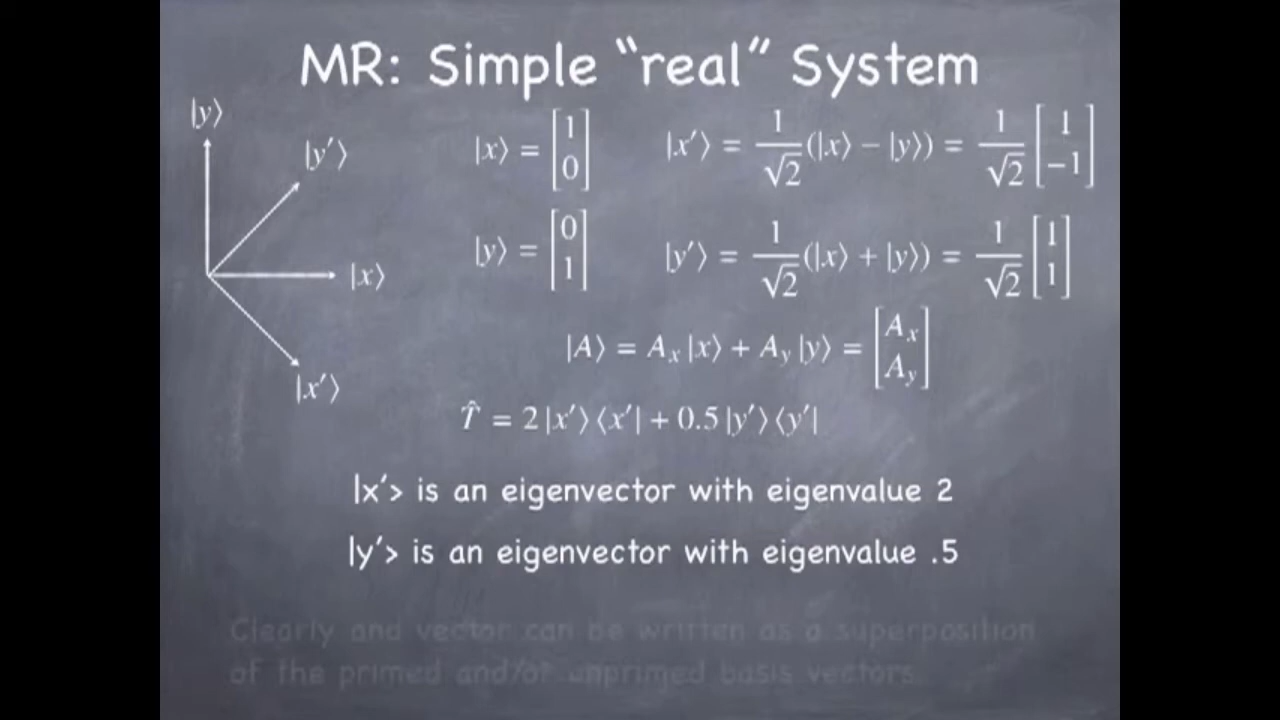 MR: Simple "real" System
|y⟩
|y′⟩
|x⟩
|x′⟩
|x⟩ = [1 0]
|x′⟩ = 1/√2 (|x⟩ − |y⟩) = 1/√2 [1 −1]
|y⟩ = [0 1]
|y′⟩ = 1/√2 (|x⟩ + |y⟩) = 1/√2 [1 1]
|A⟩ = Aₓ|x⟩ + A_y|y⟩ = [Aₓ A_y]
T̂ = 2|x′⟩⟨x′| + 0.5|y′⟩⟨y′|
|x′> is an eigenvector with eigenvalue 2
|y′> is an eigenvector with eigenvalue .5
Clearly and vector can be written as a superposition
of the primed and/or unprimed basis vectors